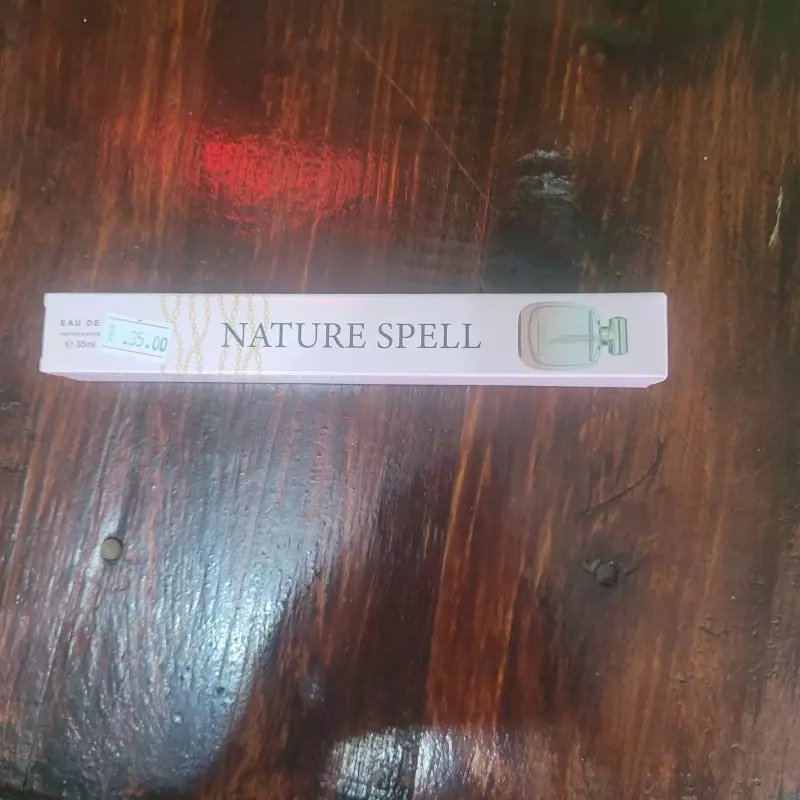 EAU DE
℮ 35ml
.35.00
NATURE SPELL